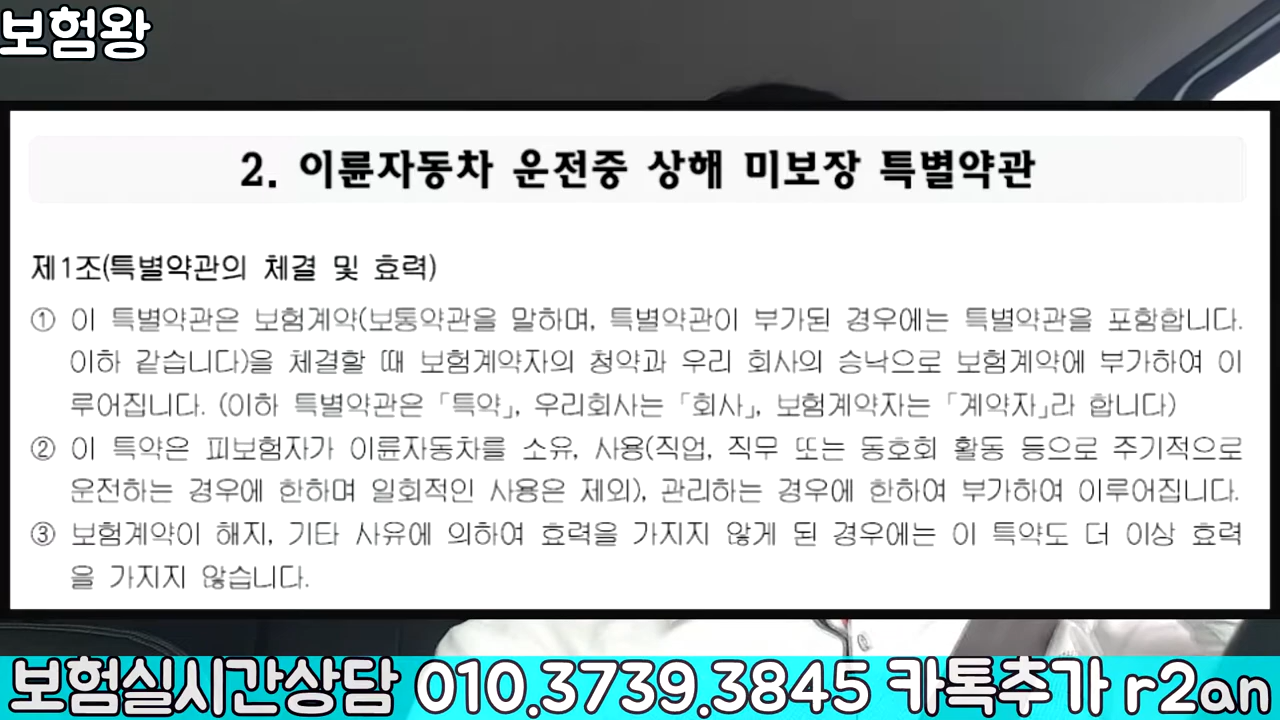 보험왕
2. 이륜자동차 운전중 상해 미보장 특별약관
제1조(특별약관의 체결 및 효력)
① 이 특별약관은 보험계약(보통약관을 말하며, 특별약관이 부가된 경우에는 특별약관을 포함합니다.
이하 같습니다)을 체결할 때 보험계약자의 청약과 우리 회사의 승낙으로 보험계약에 부가하여 이
루어집니다. (이하 특별약관은 「특약」, 우리회사는 「회사」, 보험계약자는 「계약자」라 합니다)
② 이 특약은 피보험자가 이륜자동차를 소유, 사용(직업, 직무 또는 동호회 활동 등으로 주기적으로
운전하는 경우에 한하며 일회적인 사용은 제외), 관리하는 경우에 한하여 부가하여 이루어집니다.
③ 보험계약이 해지, 기타 사유에 의하여 효력을 가지지 않게 된 경우에는 이 특약도 더 이상 효력
을 가지지 않습니다.
보험실시간상담 010.3739.3845 카톡추가 r2an